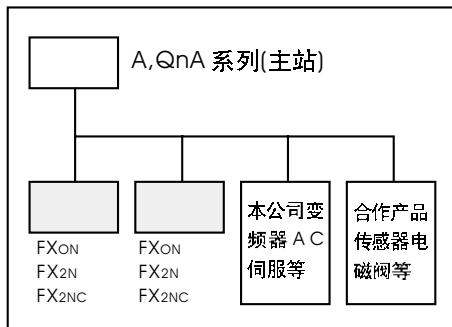 A,QnA 系列(主站)
FXON
FX2N
FX2NC
FXON
FX2N
FX2NC
本公司变
频器 A C
伺服等
合作产品
传感器电
磁阀等